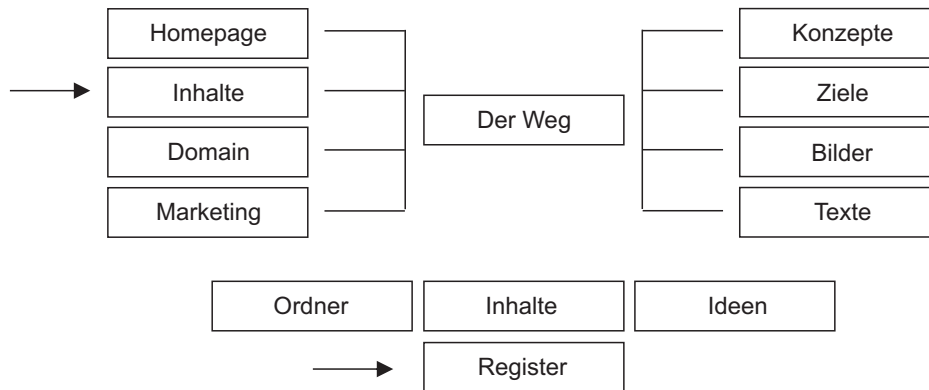 Homepage
Inhalte
Domain
Marketing
Der Weg
Konzepte
Ziele
Bilder
Texte
Ordner
Inhalte
Ideen
Register